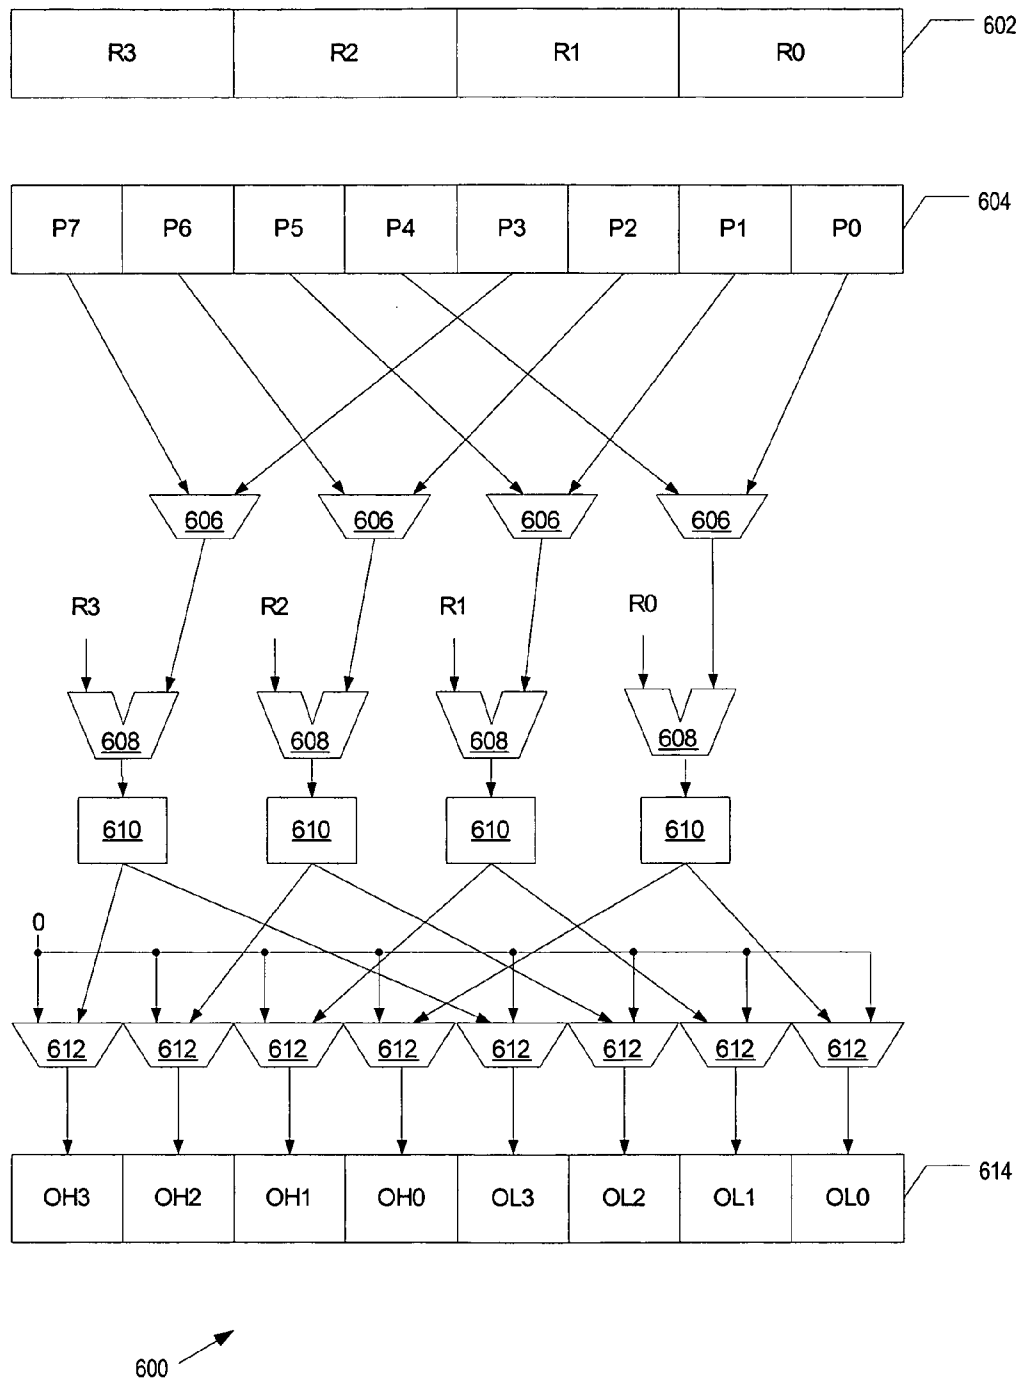 R3 R2 R1 R0 602
P7 P6 P5 P4 P3 P2 P1 P0 604
606 606 606 606
R3 R2 R1 R0
608 608 608 608
610 610 610 610
0
612 612 612 612 612 612 612 612
OH3 OH2 OH1 OH0 OL3 OL2 OL1 OL0 614
600